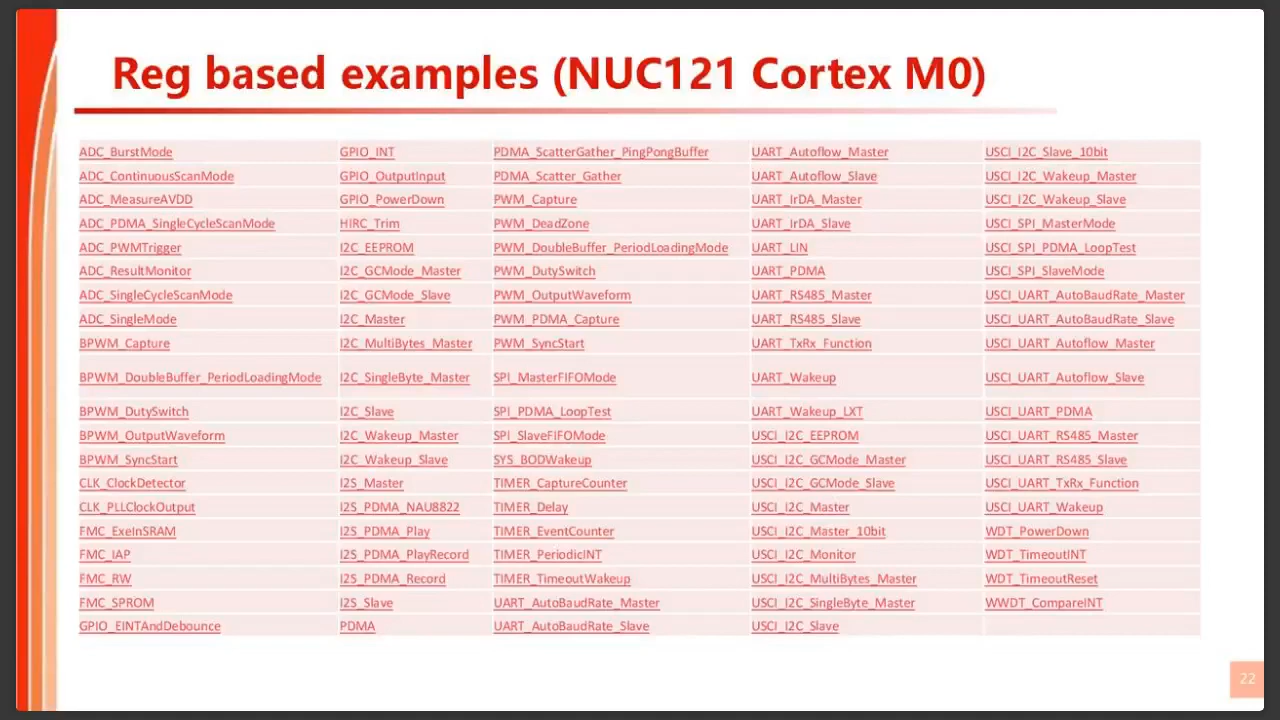 Reg based examples (NUC121 Cortex M0)
ADC_BurstMode GPIO_INT PDMA_ScatterGather_PingPongBuffer UART_Autoflow_Master USCI_I2C_Slave_10bit
ADC_ContinuousScanMode GPIO_OutputInput PDMA_Scatter_Gather UART_Autoflow_Slave USCI_I2C_Wakeup_Master
ADC_MeasureAVDD GPIO_PowerDown PWM_Capture UART_IrDA_Master USCI_I2C_Wakeup_Slave
ADC_PDMA_SingleCycleScanMode HIRC_Trim PWM_DeadZone UART_IrDA_Slave USCI_SPI_MasterMode
ADC_PWMTrigger I2C_EEPROM PWM_DoubleBuffer_PeriodLoadingMode UART_LIN USCI_SPI_PDMA_LoopTest
ADC_ResultMonitor I2C_GCMode_Master PWM_DutySwitch UART_PDMA USCI_SPI_SlaveMode
ADC_SingleCycleScanMode I2C_GCMode_Slave PWM_OutputWaveform UART_RS485_Master USCI_UART_AutoBaudRate_Master
ADC_SingleMode I2C_Master PWM_PDMA_Capture UART_RS485_Slave USCI_UART_AutoBaudRate_Slave
BPWM_Capture I2C_MultiBytes_Master PWM_SyncStart UART_TxRx_Function USCI_UART_Autoflow_Master
BPWM_DoubleBuffer_PeriodLoadingMode I2C_SingleByte_Master SPI_MasterFIFOMode UART_Wakeup USCI_UART_Autoflow_Slave
BPWM_DutySwitch I2C_Slave SPI_PDMA_LoopTest UART_Wakeup_LXT USCI_UART_PDMA
BPWM_OutputWaveform I2C_Wakeup_Master SPI_SlaveFIFOMode USCI_I2C_EEPROM USCI_UART_RS485_Master
BPWM_SyncStart I2C_Wakeup_Slave SYS_BODWakeup USCI_I2C_GCMode_Master USCI_UART_RS485_Slave
CLK_ClockDetector I2S_Master TIMER_CaptureCounter USCI_I2C_GCMode_Slave USCI_UART_TxRx_Function
CLK_PLLClockOutput I2S_PDMA_NAU8822 TIMER_Delay USCI_I2C_Master USCI_UART_Wakeup
FMC_ExeInSRAM I2S_PDMA_Play TIMER_EventCounter USCI_I2C_Master_10bit WDT_PowerDown
FMC_IAP I2S_PDMA_PlayRecord TIMER_PeriodicINT USCI_I2C_Monitor WDT_TimeoutINT
FMC_RW I2S_PDMA_Record TIMER_TimeoutWakeup USCI_I2C_MultiBytes_Master WDT_TimeoutReset
FMC_SPROM I2S_Slave UART_AutoBaudRate_Master USCI_I2C_SingleByte_Master WWDT_CompareINT
GPIO_EINTAndDebounce PDMA UART_AutoBaudRate_Slave USCI_I2C_Slave
22